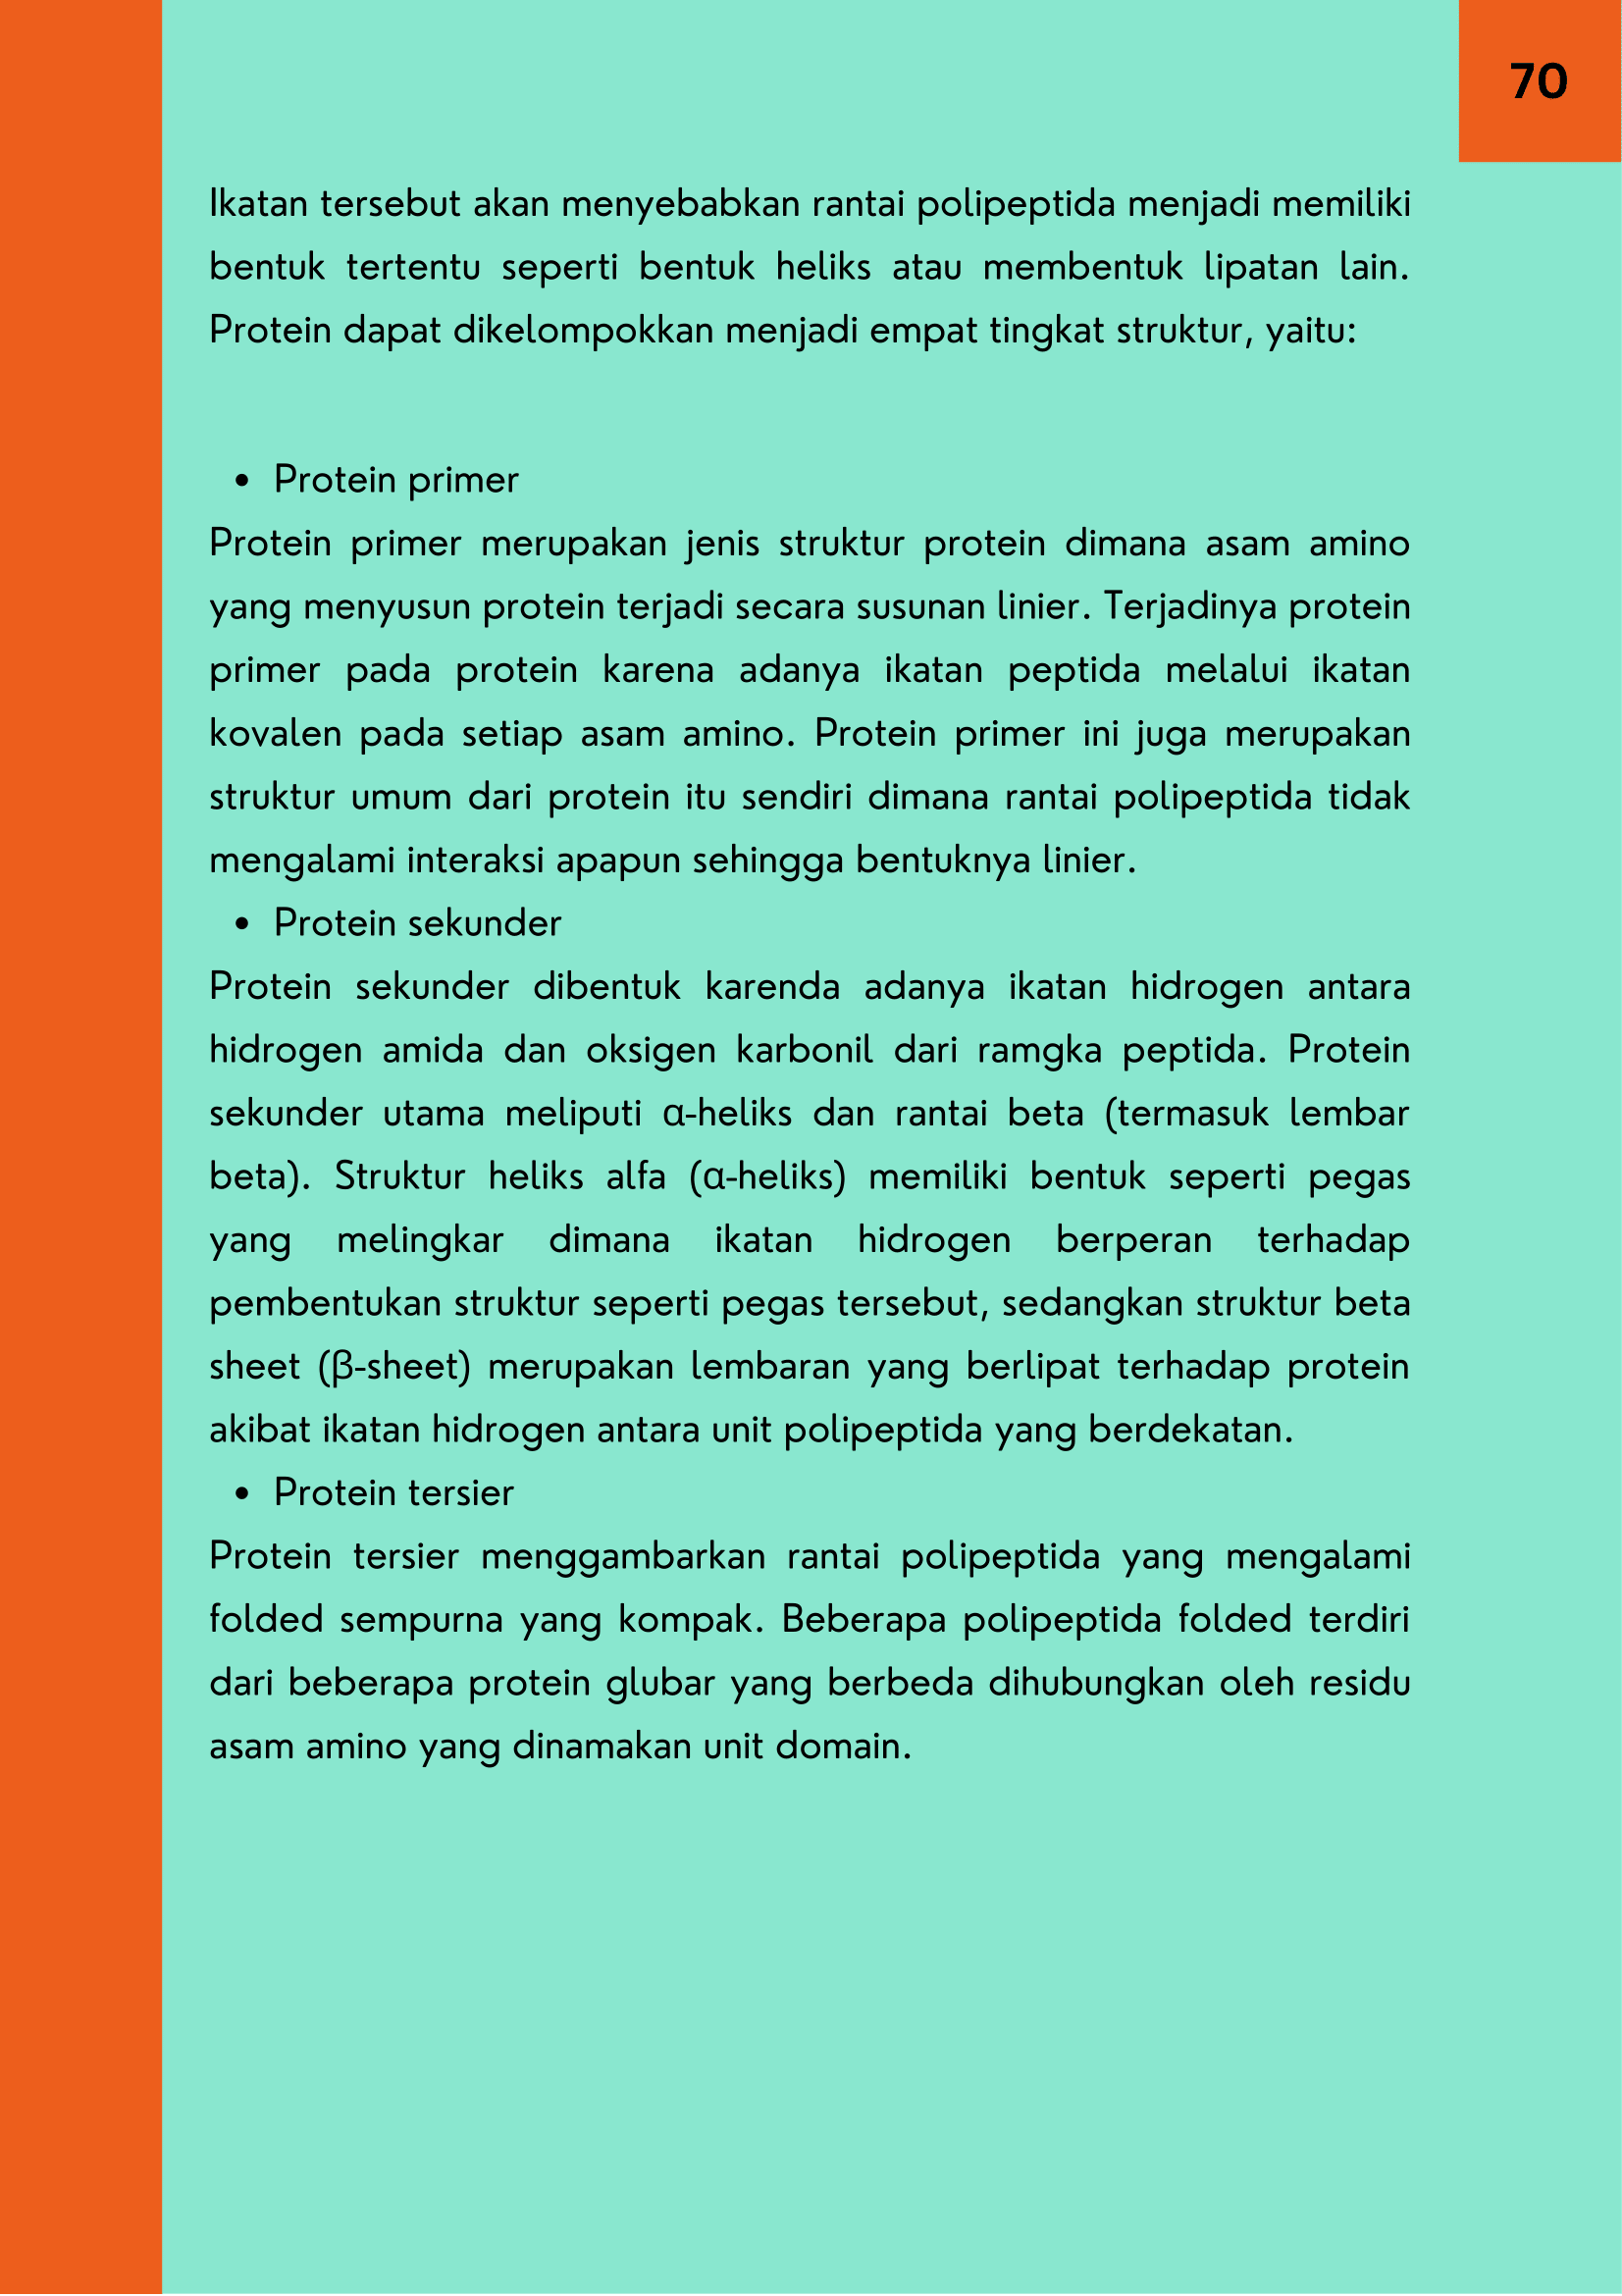 70
Ikatan tersebut akan menyebabkan rantai polipeptida menjadi memiliki
bentuk tertentu seperti bentuk heliks atau membentuk lipatan lain.
Protein dapat dikelompokkan menjadi empat tingkat struktur, yaitu:
• Protein primer
Protein primer merupakan jenis struktur protein dimana asam amino
yang menyusun protein terjadi secara susunan linier. Terjadinya protein
primer pada protein karena adanya ikatan peptida melalui ikatan
kovalen pada setiap asam amino. Protein primer ini juga merupakan
struktur umum dari protein itu sendiri dimana rantai polipeptida tidak
mengalami interaksi apapun sehingga bentuknya linier.
• Protein sekunder
Protein sekunder dibentuk karenda adanya ikatan hidrogen antara
hidrogen amida dan oksigen karbonil dari ramgka peptida. Protein
sekunder utama meliputi α-heliks dan rantai beta (termasuk lembar
beta). Struktur heliks alfa (α-heliks) memiliki bentuk seperti pegas
yang melingkar dimana ikatan hidrogen berperan terhadap
pembentukan struktur seperti pegas tersebut, sedangkan struktur beta
sheet (β-sheet) merupakan lembaran yang berlipat terhadap protein
akibat ikatan hidrogen antara unit polipeptida yang berdekatan.
• Protein tersier
Protein tersier menggambarkan rantai polipeptida yang mengalami
folded sempurna yang kompak. Beberapa polipeptida folded terdiri
dari beberapa protein glubar yang berbeda dihubungkan oleh residu
asam amino yang dinamakan unit domain.